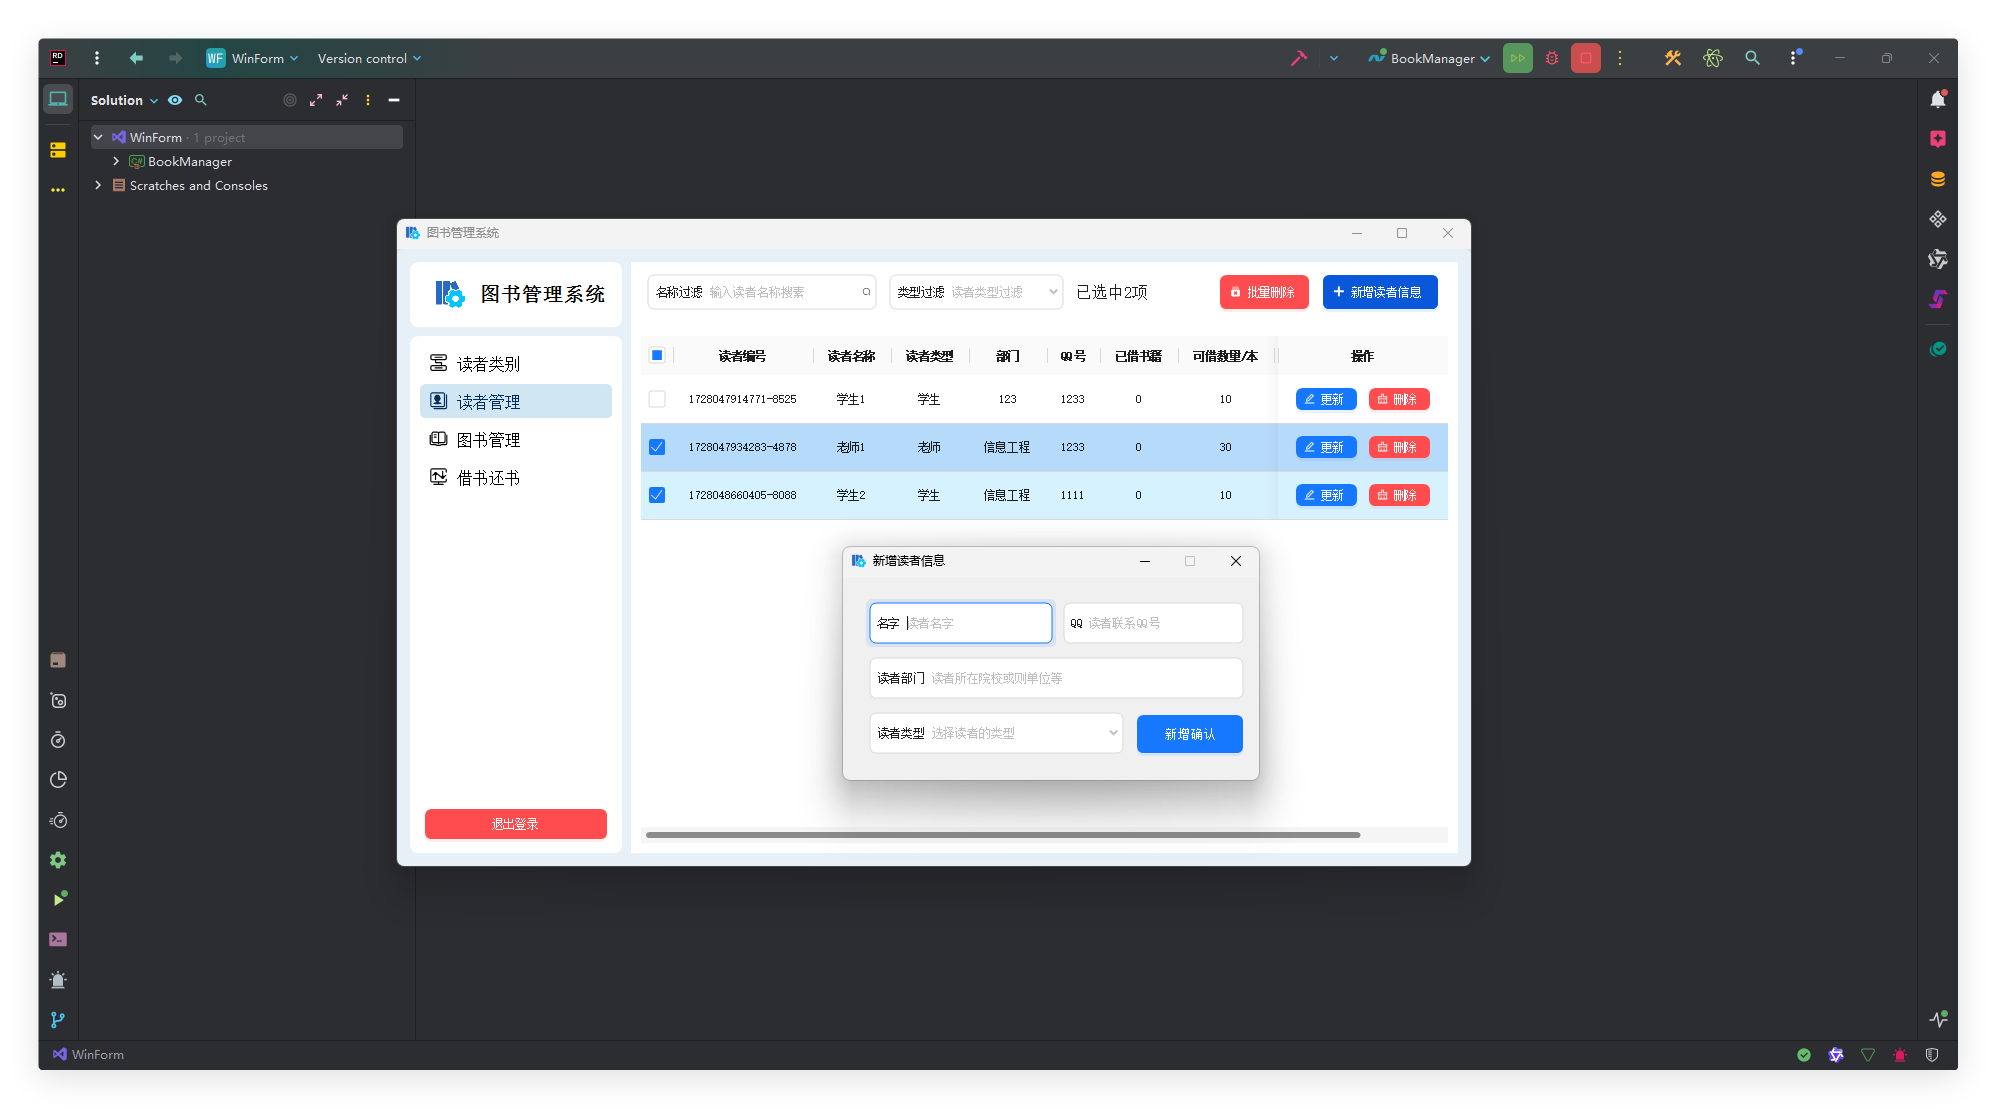 RD
WF WinForm
Version control
BookManager
Solution
WinForm · 1 project
C# BookManager
Scratches and Consoles
图书管理系统
图书管理系统
名称过滤 输入读者名称搜索
类型过滤 读者类型过滤
已选中2项
批量删除
新增读者信息
读者类别
读者管理
图书管理
借书还书
退出登录
读者编号 读者名称 读者类型 部门 QQ号 已借书籍 可借数量/本 操作
1728047914771-8525 学生1 学生 123 1233 0 10 更新 删除
1728047934283-4878 老师1 老师 信息工程 1233 0 30 更新 删除
1728048660405-8088 学生2 学生 信息工程 1111 0 10 更新 删除
新增读者信息
名字 读者名字
QQ 读者联系QQ号
读者部门 读者所在院校或则单位等
读者类型 选择读者的类型
新增确认
WinForm